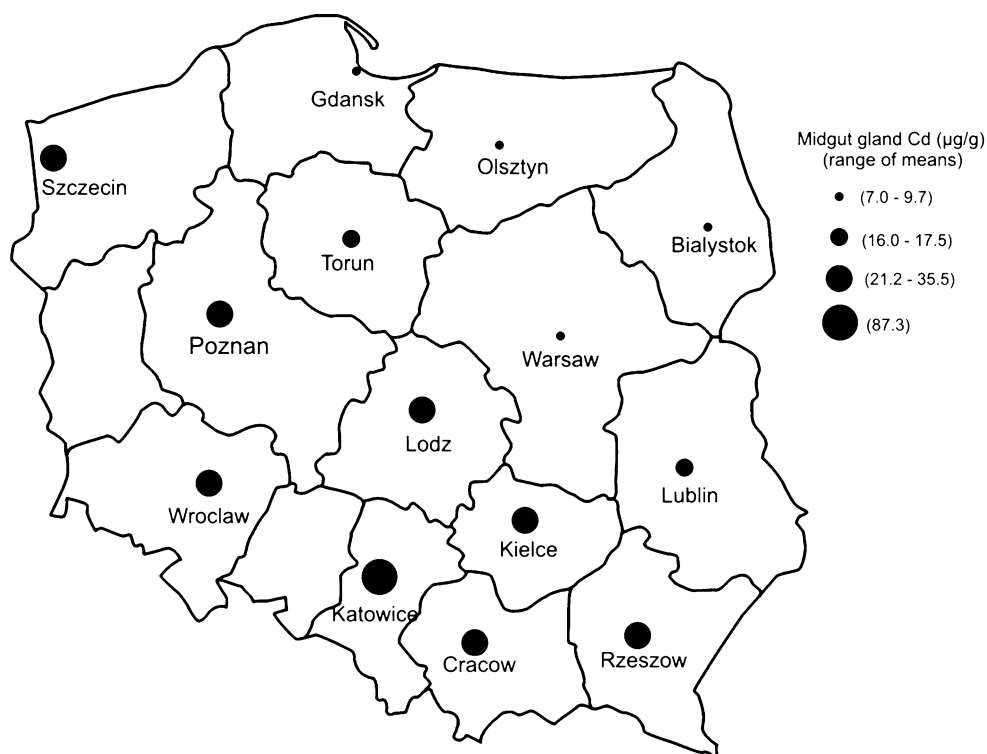 Gdansk
Olsztyn
Szczecin
Bialystok
Torun
Poznan
Warsaw
Lodz
Lublin
Wroclaw
Kielce
Katowice
Cracow
Rzeszow
Midgut gland Cd (µg/g)
(range of means)
(7.0 - 9.7)
(16.0 - 17.5)
(21.2 - 35.5)
(87.3)